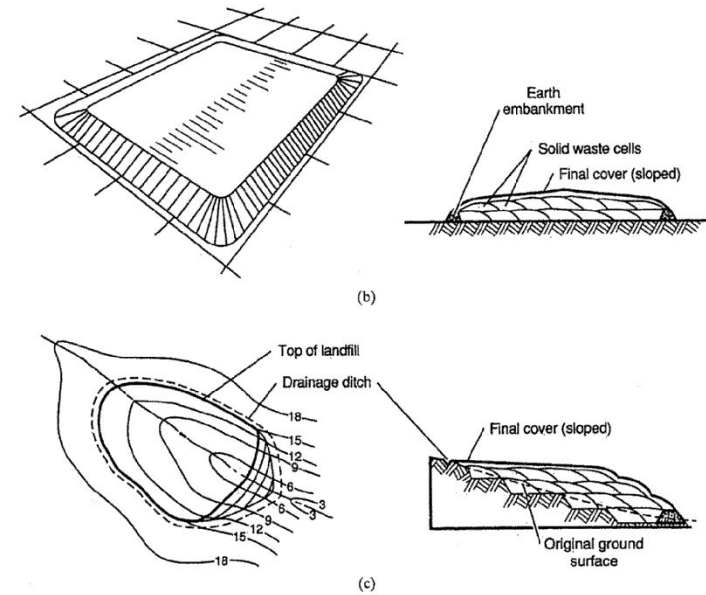 Earth
embankment
Solid waste cells
Final cover (sloped)
(b)
Top of landfill
Drainage ditch
18
15
12
9
6
3
3
6
9
12
15
18
Final cover (sloped)
Original ground
surface
(c)